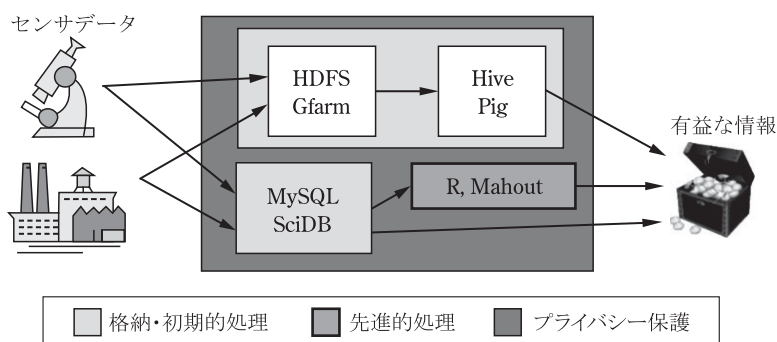 センサデータ
HDFS
Gfarm
Hive
Pig
有益な情報
MySQL
SciDB
R, Mahout
格納・初期的処理
先進的処理
プライバシー保護